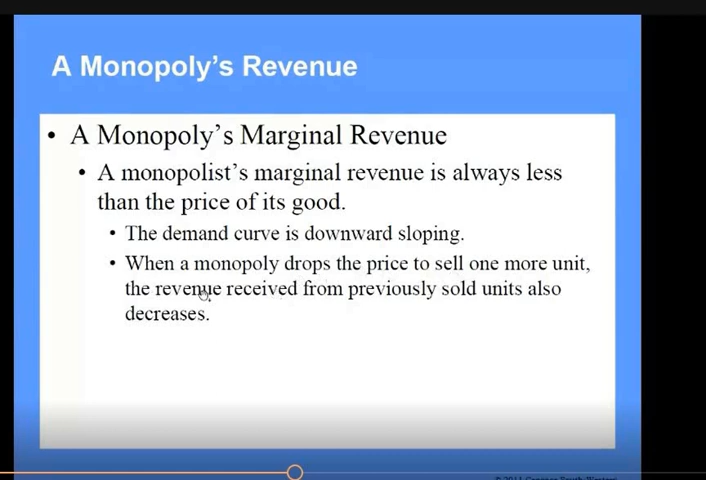 A Monopoly's Revenue
• A Monopoly's Marginal Revenue
• A monopolist's marginal revenue is always less
than the price of its good.
• The demand curve is downward sloping.
• When a monopoly drops the price to sell one more unit,
the revenue received from previously sold units also
decreases.